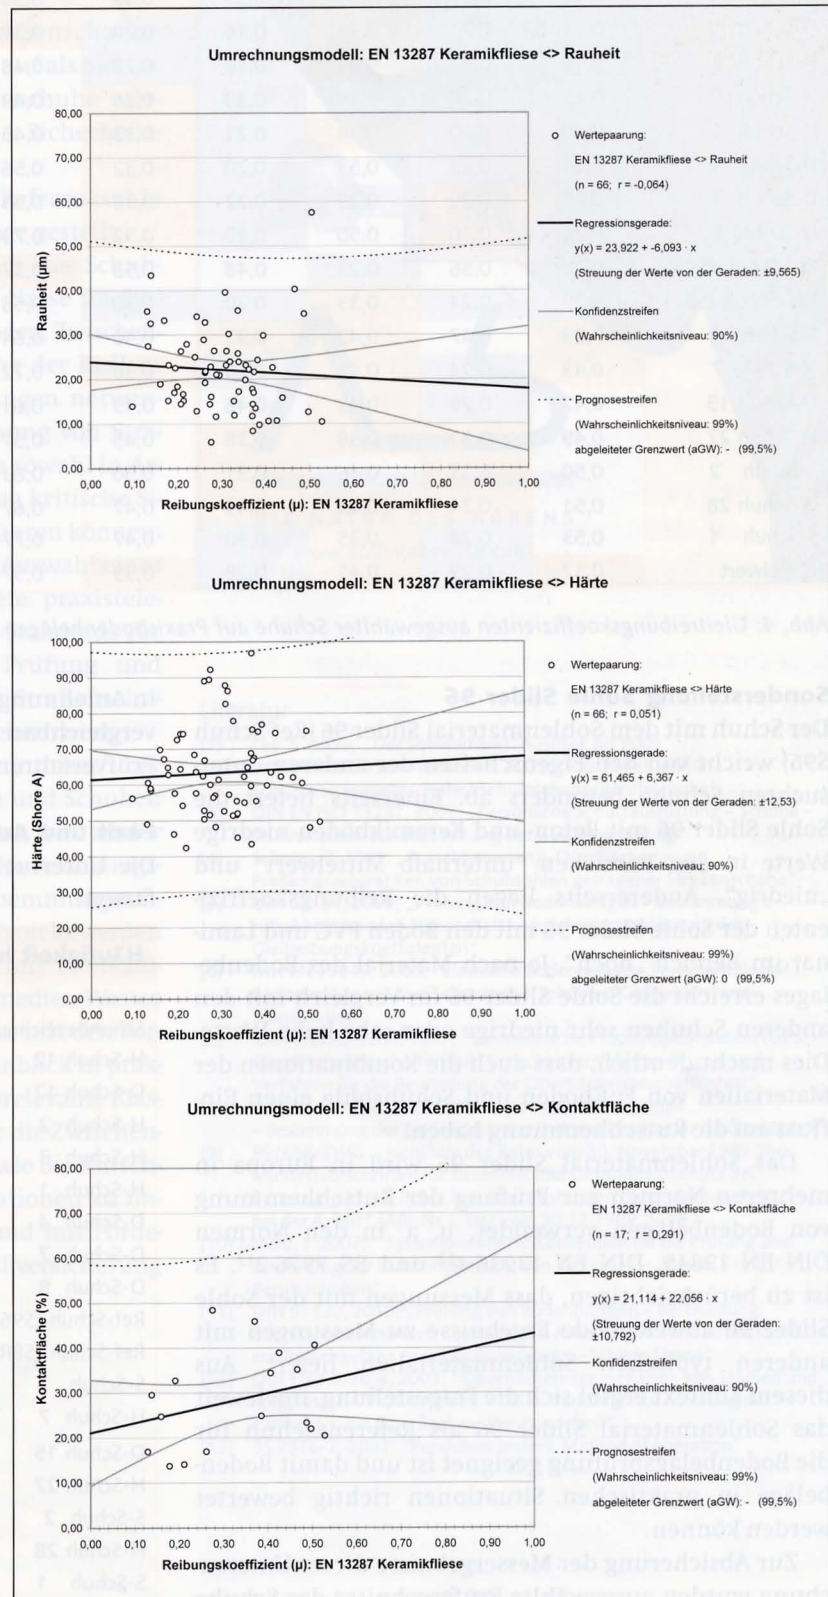 Umrechnungsmodell: EN 13287 Keramikfliese <> Rauheit
80,00
70,00
60,00
50,00
40,00
30,00
20,00
10,00
0,00
Rauheit (µm)
0,00 0,10 0,20 0,30 0,40 0,50 0,60 0,70 0,80 0,90 1,00
Reibungskoeffizient (µ): EN 13287 Keramikfliese
Wertepaarung:
EN 13287 Keramikfliese <> Rauheit
(n = 66; r = -0,064)
Regressionsgerade:
y(x) = 23,922 + -6,093 · x
(Streuung der Werte von der Geraden: ±9,565)
Konfidenzstreifen
(Wahrscheinlichkeitsniveau: 90%)
Prognosestreifen
(Wahrscheinlichkeitsniveau: 99%)
abgeleiteter Grenzwert (aGW): - (99,5%)
Umrechnungsmodell: EN 13287 Keramikfliese <> Härte
100,00
90,00
80,00
70,00
60,00
50,00
40,00
30,00
20,00
10,00
0,00
Härte (Shore A)
0,00 0,10 0,20 0,30 0,40 0,50 0,60 0,70 0,80 0,90 1,00
Reibungskoeffizient (µ): EN 13287 Keramikfliese
Wertepaarung:
EN 13287 Keramikfliese <> Härte
(n = 66; r = 0,051)
Regressionsgerade:
y(x) = 61,465 + 6,367 · x
(Streuung der Werte von der Geraden: ±12,53)
Konfidenzstreifen
(Wahrscheinlichkeitsniveau: 90%)
Prognosestreifen
(Wahrscheinlichkeitsniveau: 99%)
abgeleiteter Grenzwert (aGW): 0 (99,5%)
Umrechnungsmodell: EN 13287 Keramikfliese <> Kontaktfläche
80,00
70,00
60,00
50,00
40,00
30,00
20,00
10,00
0,00
Kontaktfläche (%)
0,00 0,10 0,20 0,30 0,40 0,50 0,60 0,70 0,80 0,90 1,00
Reibungskoeffizient (µ): EN 13287 Keramikfliese
Wertepaarung:
EN 13287 Keramikfliese <> Kontaktfläche
(n = 17; r = 0,291)
Regressionsgerade:
y(x) = 21,114 + 22,056 · x
(Streuung der Werte von der Geraden:
±10,792)
Konfidenzstreifen
(Wahrscheinlichkeitsniveau: 90%)
Prognosestreifen
(Wahrscheinlichkeitsniveau: 99%)
abgeleiteter Grenzwert (aGW): - (99,5%)